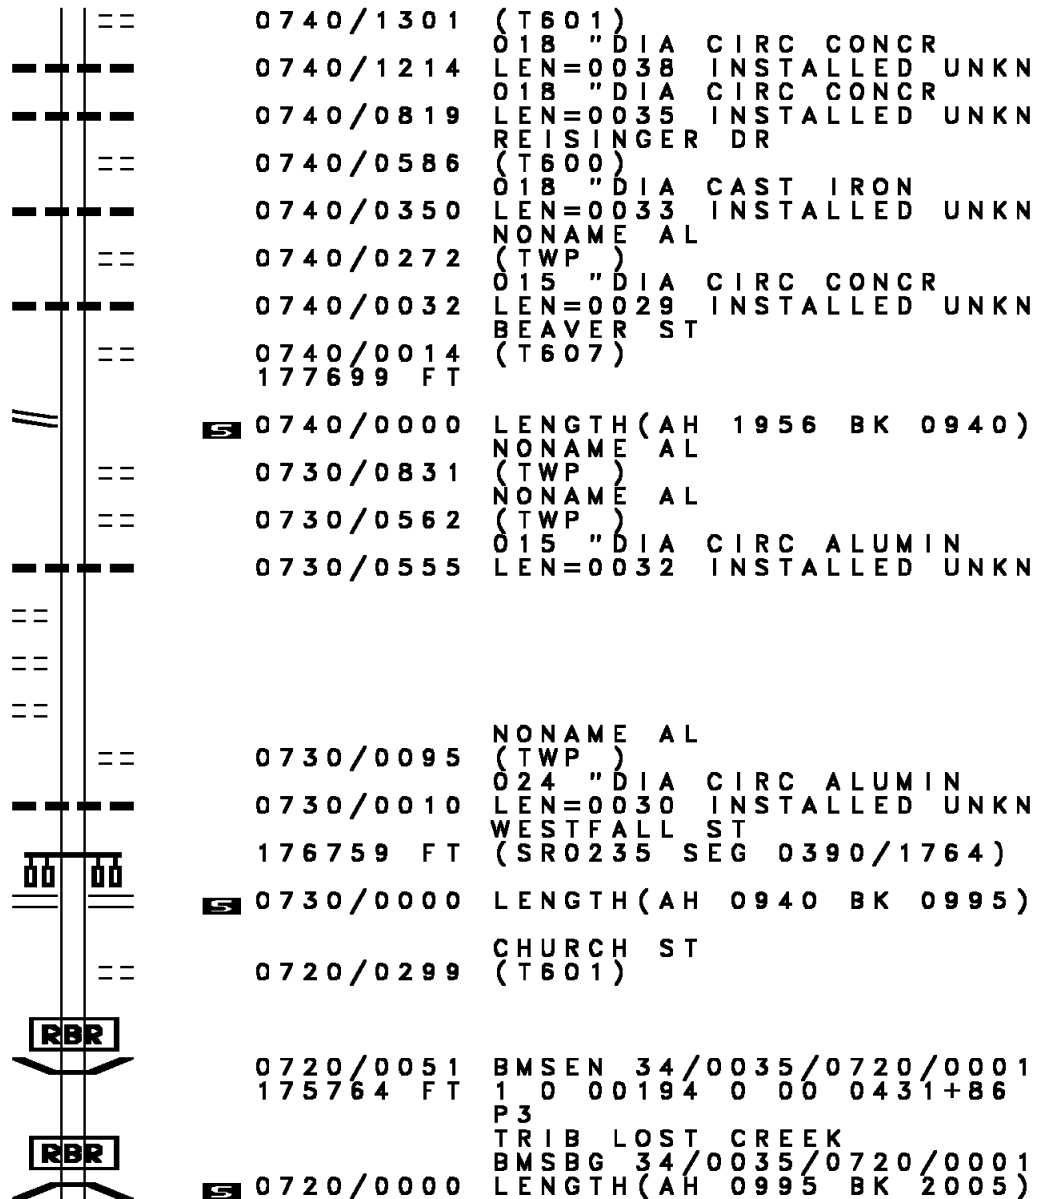 0740/1301 (T601)
018 "DIA CIRC CONCR
0740/1214 LEN=0038 INSTALLED UNKN
018 "DIA CIRC CONCR
0740/0819 LEN=0035 INSTALLED UNKN
REISINGER DR
0740/0586 (T600)
018 "DIA CAST IRON
0740/0350 LEN=0033 INSTALLED UNKN
NONAME AL
0740/0272 (TWP )
015 "DIA CIRC CONCR
0740/0032 LEN=0029 INSTALLED UNKN
BEAVER ST
0740/0014 (T607)
177699 FT
S 0740/0000 LENGTH(AH 1956 BK 0940)
NONAME AL
0730/0831 (TWP )
NONAME AL
0730/0562 (TWP )
015 "DIA CIRC ALUMIN
0730/0555 LEN=0032 INSTALLED UNKN
NONAME AL
0730/0095 (TWP )
024 "DIA CIRC ALUMIN
0730/0010 LEN=0030 INSTALLED UNKN
WESTFALL ST
176759 FT (SR0235 SEG 0390/1764)
S 0730/0000 LENGTH(AH 0940 BK 0995)
CHURCH ST
0720/0299 (T601)
RBR
0720/0051 BMSEN 34/0035/0720/0001
175764 FT 1 0 00194 0 00 0431+86
P3
TRIB LOST CREEK
RBR
BMSBG 34/0035/0720/0001
S 0720/0000 LENGTH(AH 0995 BK 2005)